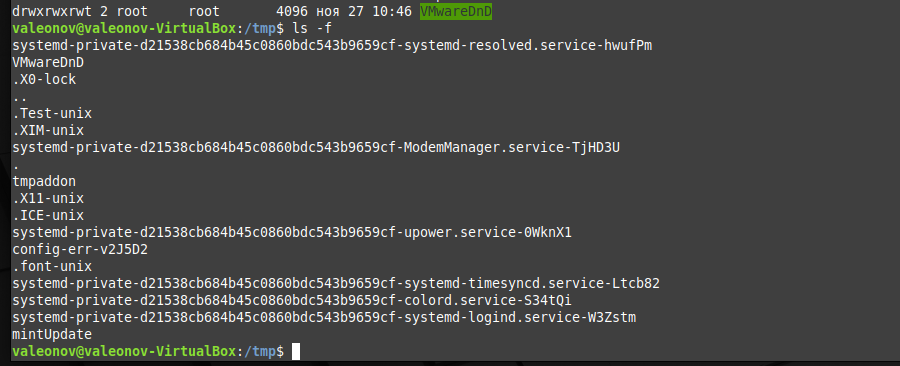 drwxrwxrwt 2 root     root       4096 ноя 27 10:46 VMwareDnD
valeonov@valeonov-VirtualBox:/tmp$ ls -f
systemd-private-d21538cb684b45c0860bdc543b9659cf-systemd-resolved.service-hwufPm
VMwareDnD
.X0-lock
..
.Test-unix
.XIM-unix
systemd-private-d21538cb684b45c0860bdc543b9659cf-ModemManager.service-TjHD3U
.
tmpaddon
.X11-unix
.ICE-unix
systemd-private-d21538cb684b45c0860bdc543b9659cf-upower.service-0WknX1
config-err-v2J5D2
.font-unix
systemd-private-d21538cb684b45c0860bdc543b9659cf-systemd-timesyncd.service-Ltcb82
systemd-private-d21538cb684b45c0860bdc543b9659cf-colord.service-S34tQi
systemd-private-d21538cb684b45c0860bdc543b9659cf-systemd-logind.service-W3Zstm
mintUpdate
valeonov@valeonov-VirtualBox:/tmp$